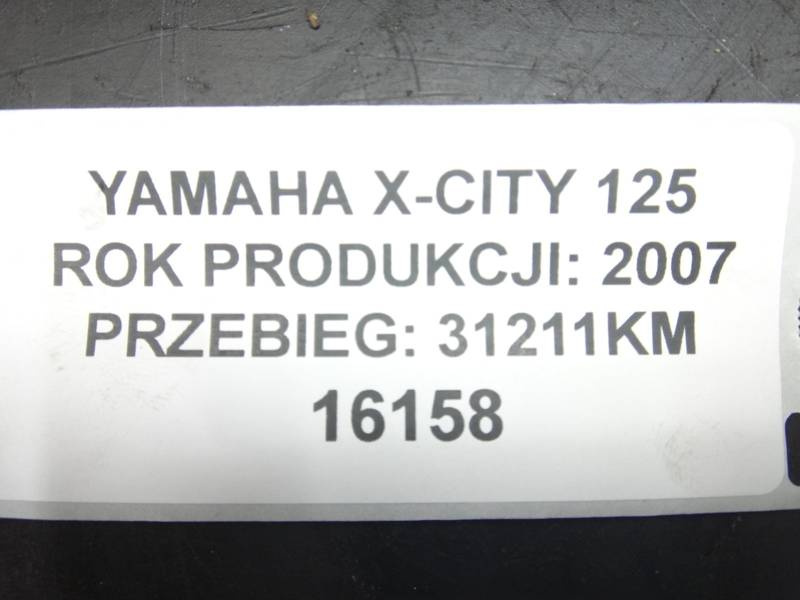 YAMAHA X-CITY 125
ROK PRODUKCJI: 2007
PRZEBIEG: 31211KM
16158